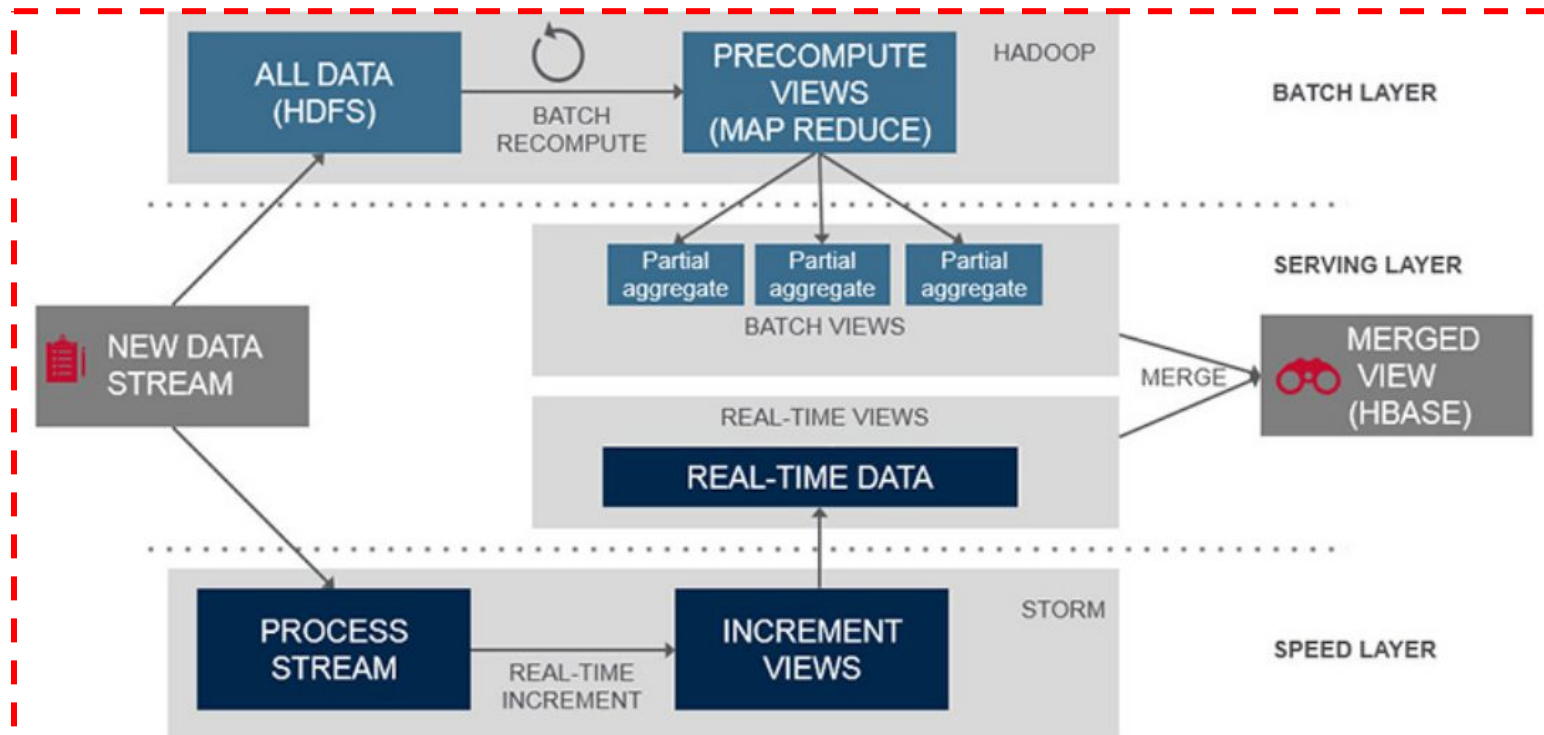 ALL DATA
(HDFS)
BATCH
RECOMPUTE
PRECOMPUTE
VIEWS
(MAP REDUCE)
HADOOP
BATCH LAYER
Partial
aggregate
Partial
aggregate
Partial
aggregate
BATCH VIEWS
SERVING LAYER
NEW DATA
STREAM
MERGE
MERGED
VIEW
(HBASE)
REAL-TIME VIEWS
REAL-TIME DATA
PROCESS
STREAM
REAL-TIME
INCREMENT
INCREMENT
VIEWS
STORM
SPEED LAYER